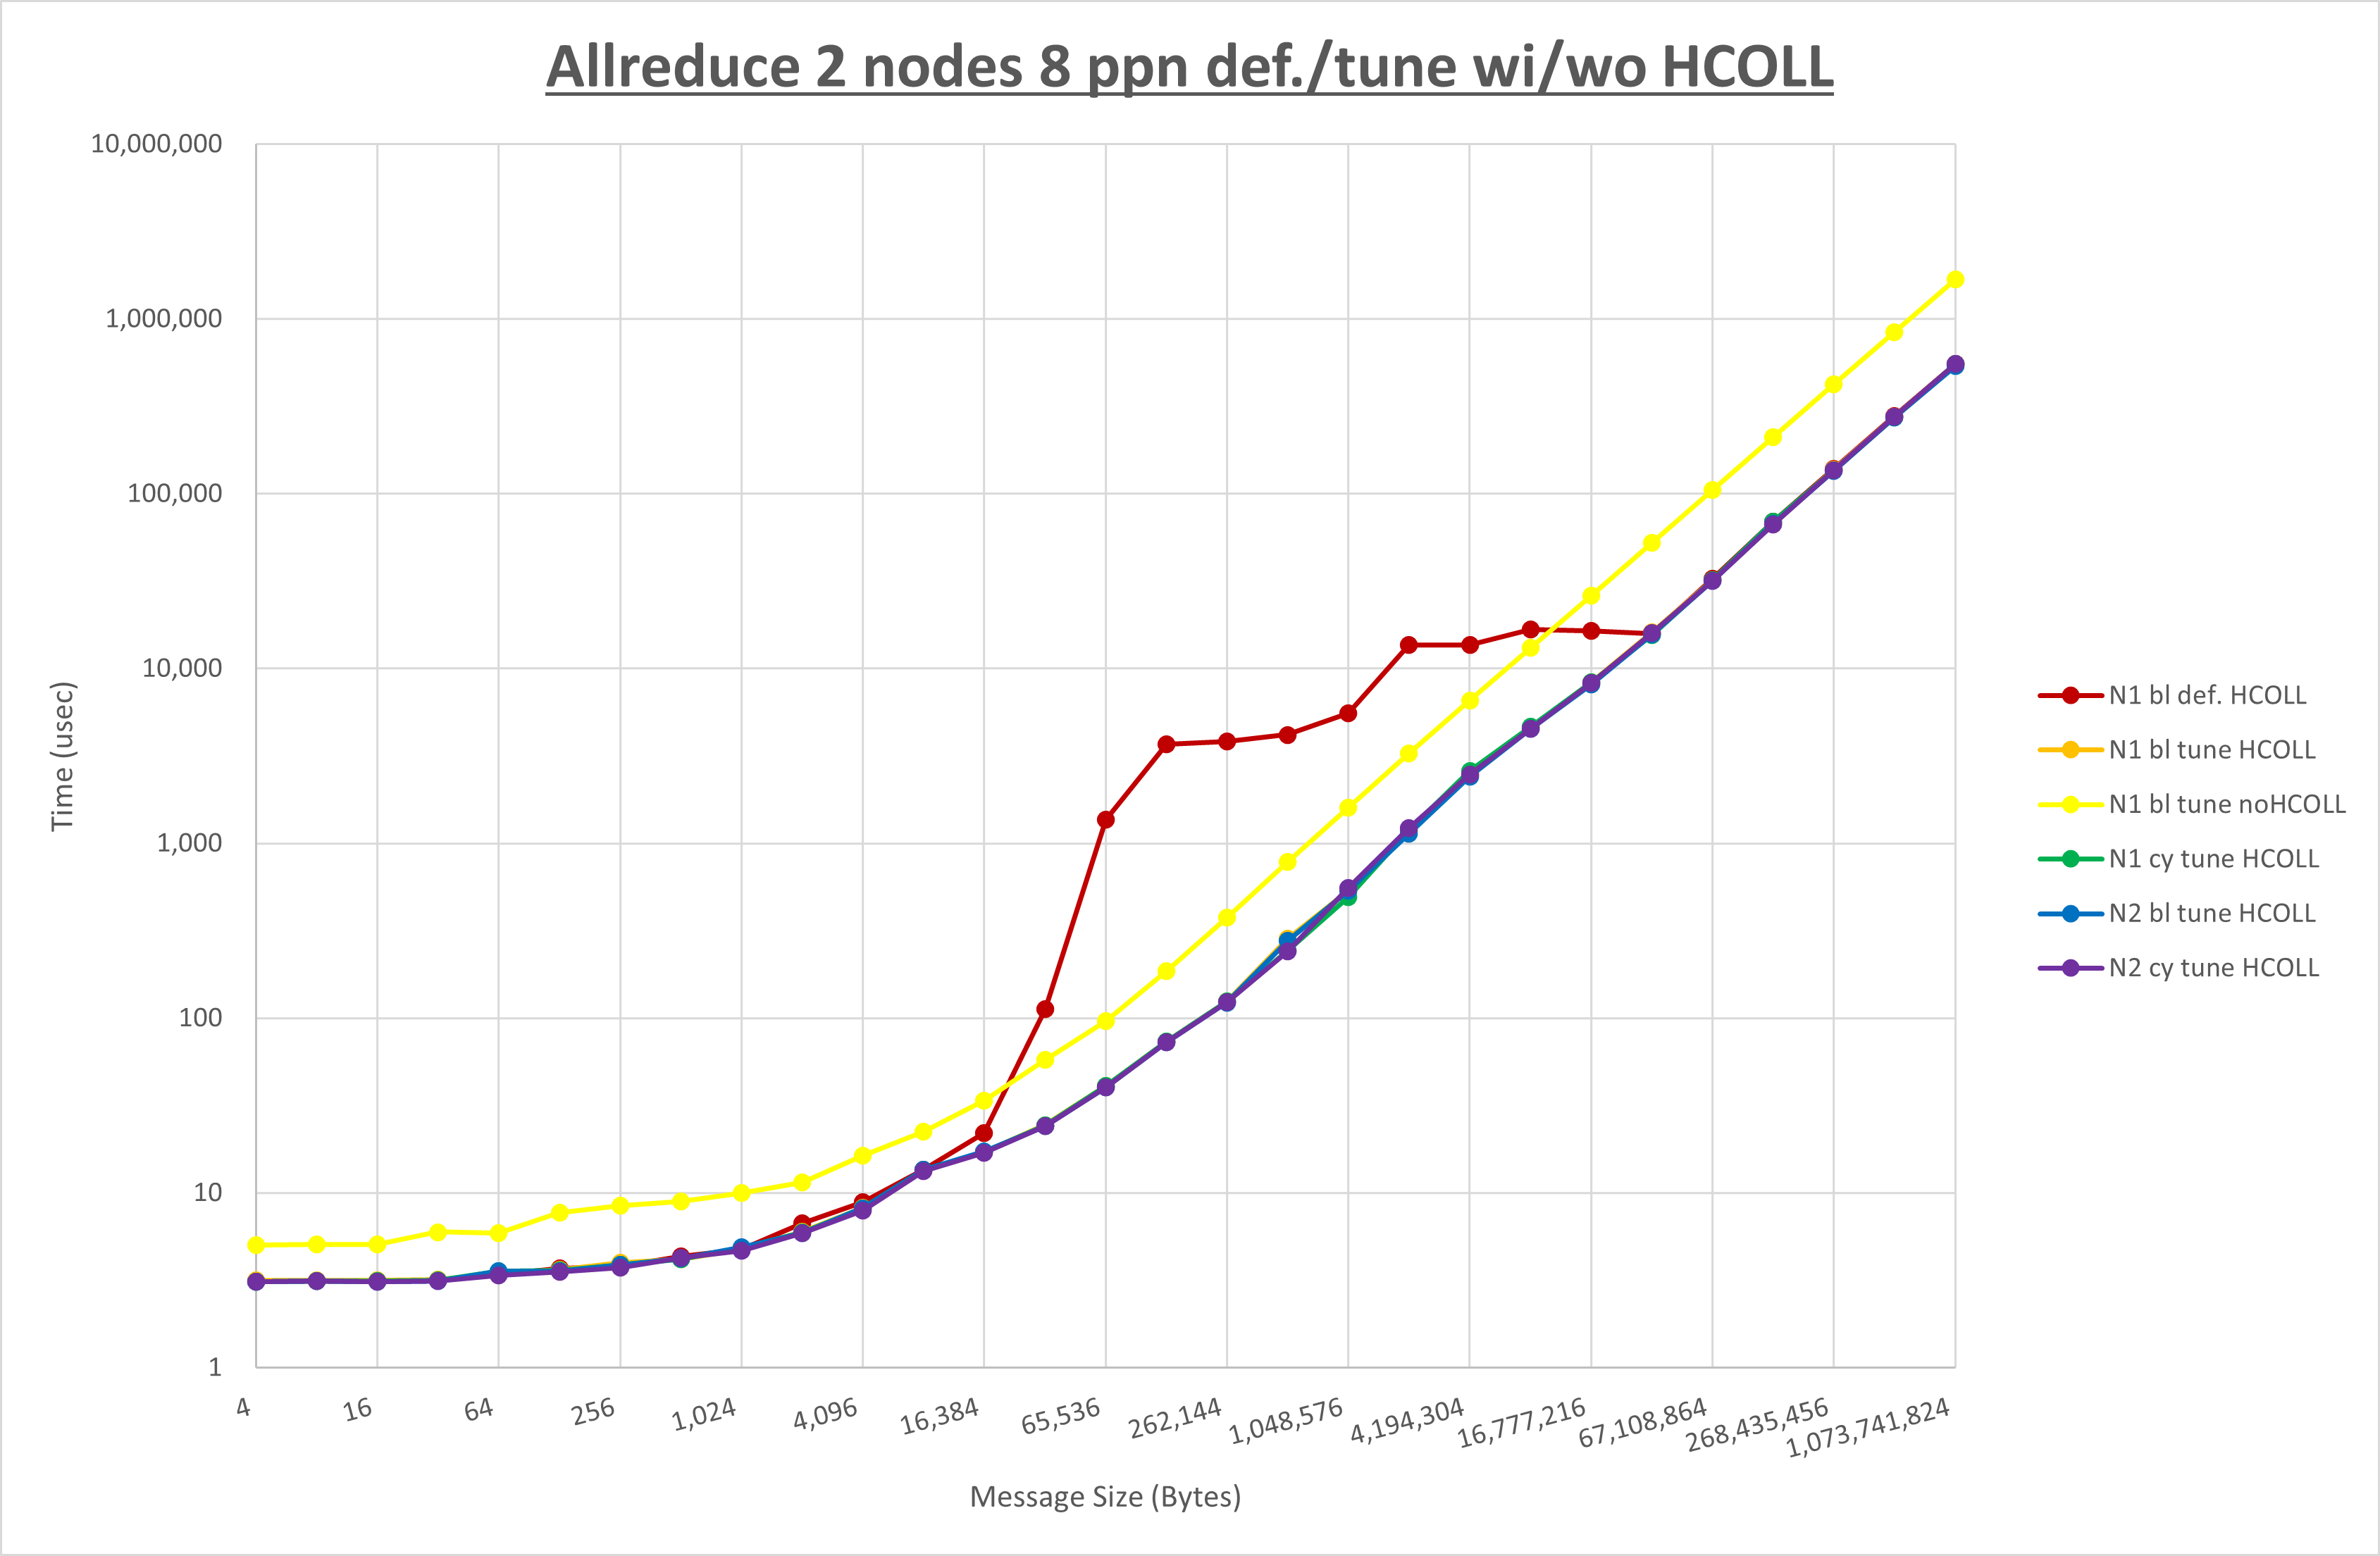 Allreduce 2 nodes 8 ppn def./tune wi/wo HCOLL
10,000,000
1,000,000
100,000
10,000
1,000
100
10
1
Time (usec)
4
16
64
256
1,024
4,096
16,384
65,536
262,144
1,048,576
4,194,304
16,777,216
67,108,864
268,435,456
1,073,741,824
Message Size (Bytes)
N1 bl def. HCOLL
N1 bl tune HCOLL
N1 bl tune noHCOLL
N1 cy tune HCOLL
N2 bl tune HCOLL
N2 cy tune HCOLL